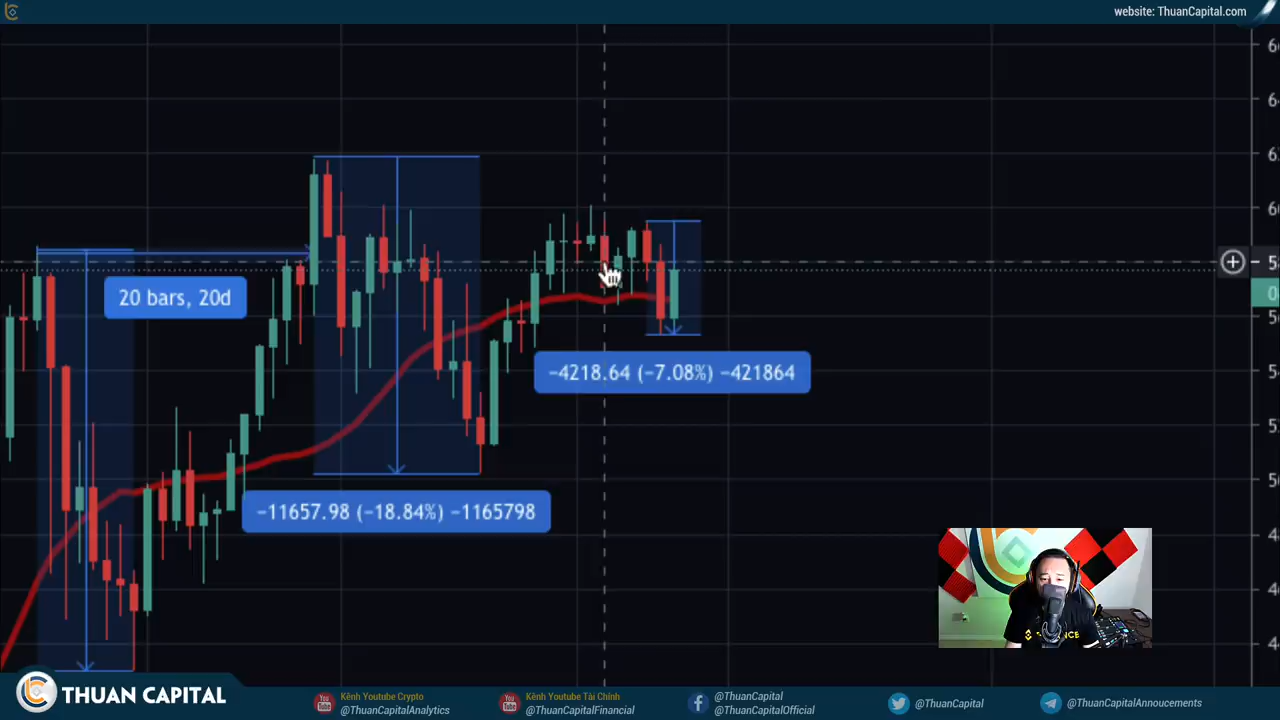 website: ThuanCapital.com
20 bars, 20d
−4218.64 (−7.08%) −421864
−11657.98 (−18.84%) −1165798
THUAN CAPITAL
Kênh Youtube Crypto
@ThuanCapitalAnalytics
Kênh Youtube Tài Chính
@ThuanCapitalFinancial
@ThuanCapital
@ThuanCapitalOfficial
@ThuanCapital
@ThuanCapitalAnnoucements